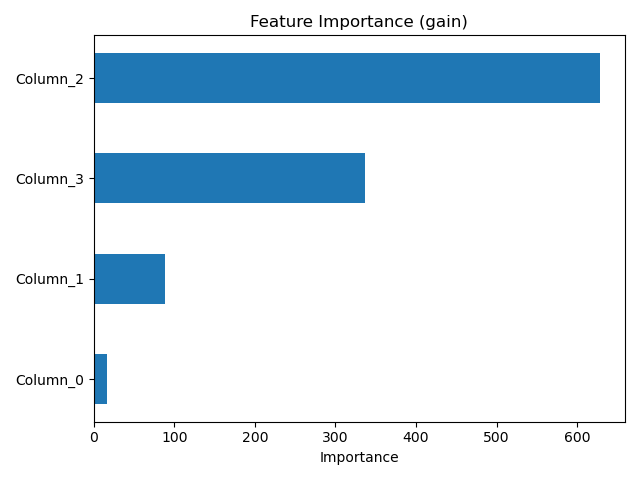 Feature Importance (gain)
Column_2
Column_3
Column_1
Column_0
0 100 200 300 400 500 600
Importance